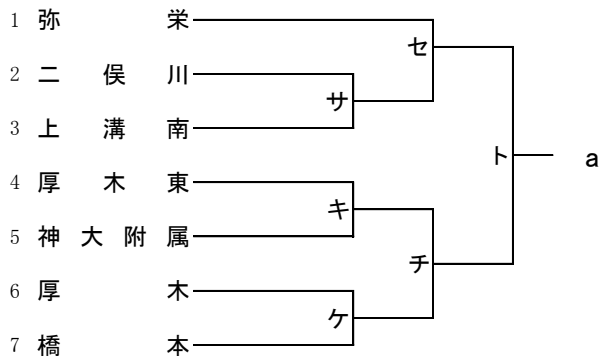 1 弥栄
セ
2 二俣川
サ
3 上溝南
ト a
4 厚木東
キ
5 神大附属
チ
6 厚木
ケ
7 橋本